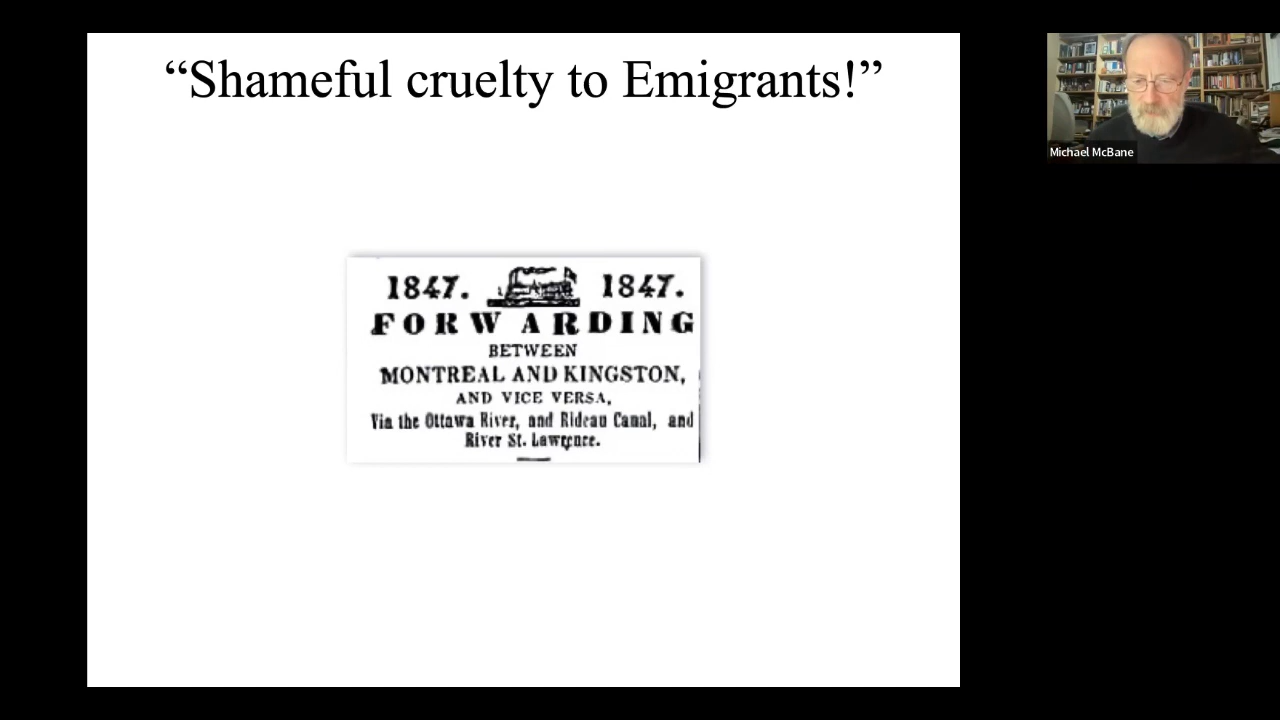 “Shameful cruelty to Emigrants!”
Michael McBane
1847. 1847.
FORWARDING
BETWEEN
MONTREAL AND KINGSTON,
AND VICE VERSA,
Via the Ottawa River, and Rideau Canal, and
River St. Lawrence.